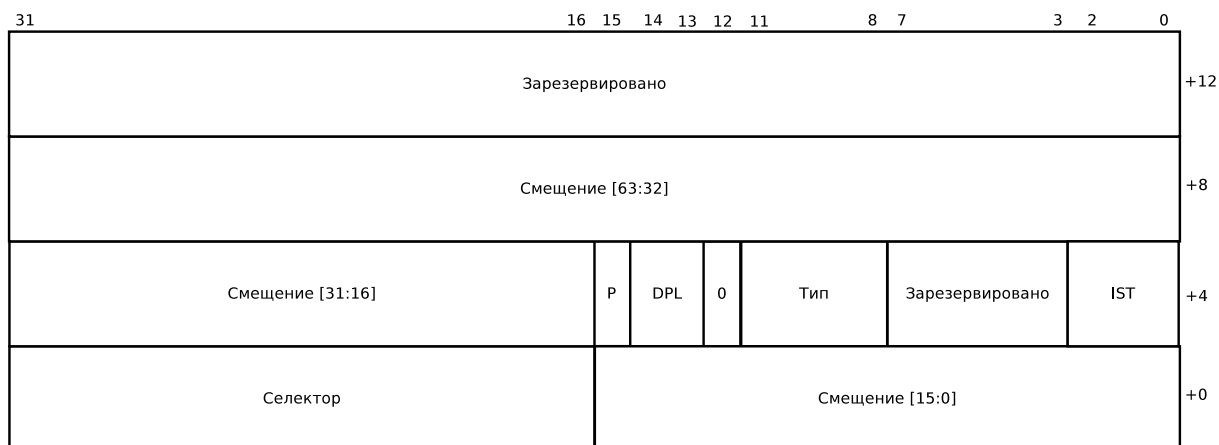 31 16 15 14 13 12 11 8 7 3 2 0
Зарезервировано +12
Смещение [63:32] +8
Смещение [31:16] P DPL 0 Тип Зарезервировано IST +4
Селектор Смещение [15:0] +0